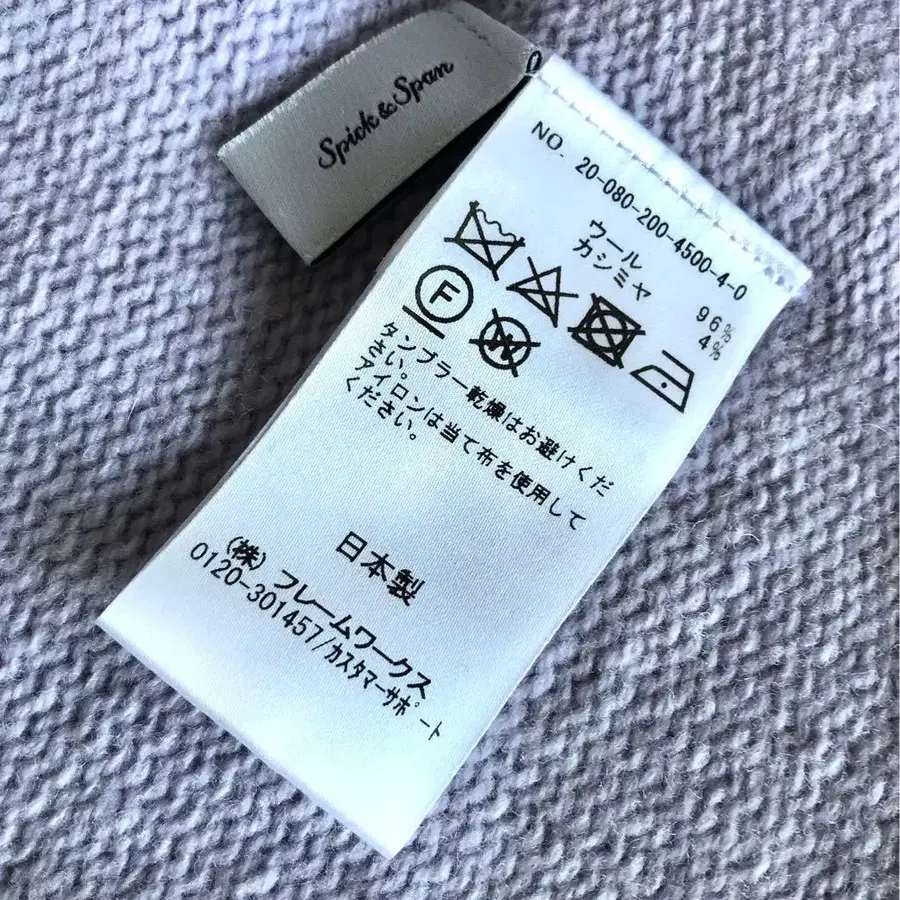 Spick & Span
NO. 20-080-200-4500-4-0
ウール 96%
カシミヤ 4%
F
W
タンブラー乾燥はお避けくだ
さい。
アイロンは当て布を使用して
ください。
日本製
(株)フレームワークス
0120-301457/カスタマーサポート